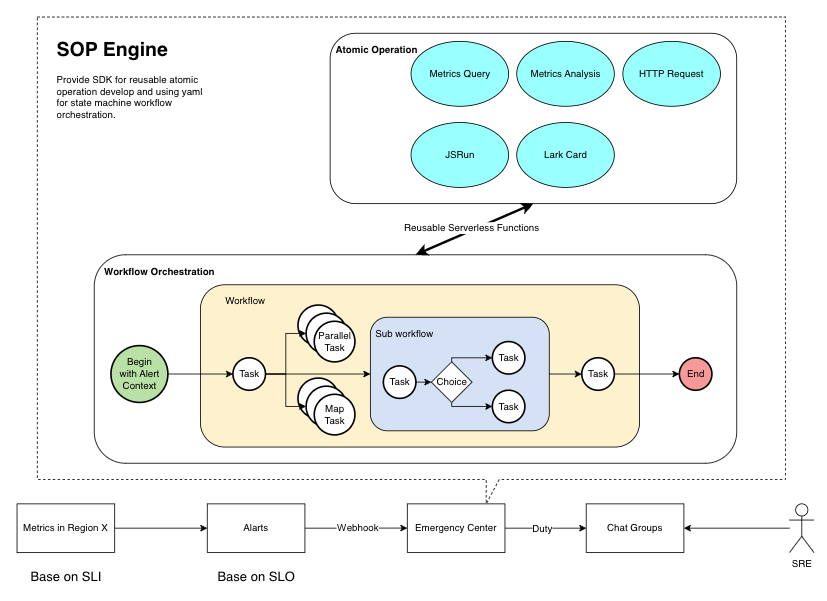 SOP Engine
Provide SDK for reusable atomic
operation develop and using yaml
for state machine workflow
orchestration.
Atomic Operation
Metrics Query
Metrics Analysis
HTTP Request
JSRun
Lark Card
Reusable Serverless Functions
Workflow Orchestration
Workflow
Begin
with Alert
Context
Task
Parallel
Task
Map
Task
Sub workflow
Task
Choice
Task
Task
Task
End
Metrics in Region X
Alarts
Webhook
Emergency Center
Duty
Chat Groups
SRE
Base on SLI
Base on SLO